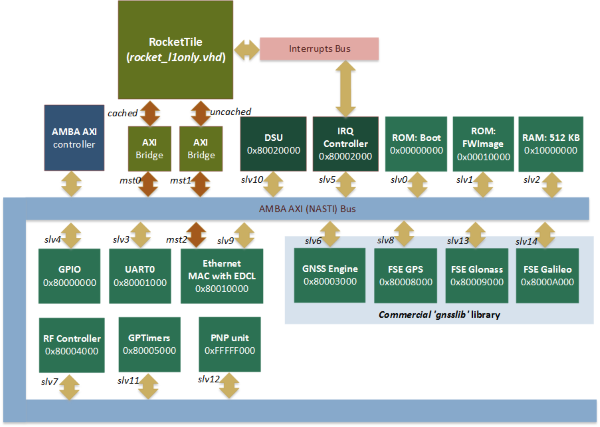 RocketTile
(rocket_l1only.vhd)
Interrupts Bus
cached
uncached
AMBA AXI
controller
AXI
Bridge
AXI
Bridge
DSU
0x80020000
IRQ
Controller
0x80002000
ROM: Boot
0x00000000
ROM:
FWImage
0x00010000
RAM: 512 KB
0x10000000
mst0
mst1
slv10
slv5
slv0
slv1
slv2
AMBA AXI (NASTI) Bus
slv4
slv3
mst2
slv9
slv6
slv8
slv13
slv14
GPIO
0x80000000
UART0
0x80001000
Ethernet
MAC with EDCL
0x80010000
GNSS Engine
0x80003000
FSE GPS
0x80008000
FSE Glonass
0x80009000
FSE Galileo
0x8000A000
Commercial 'gnsslib' library
RF Controller
0x80004000
GPTimers
0x80005000
PNP unit
0xFFFFF000
slv7
slv11
slv12